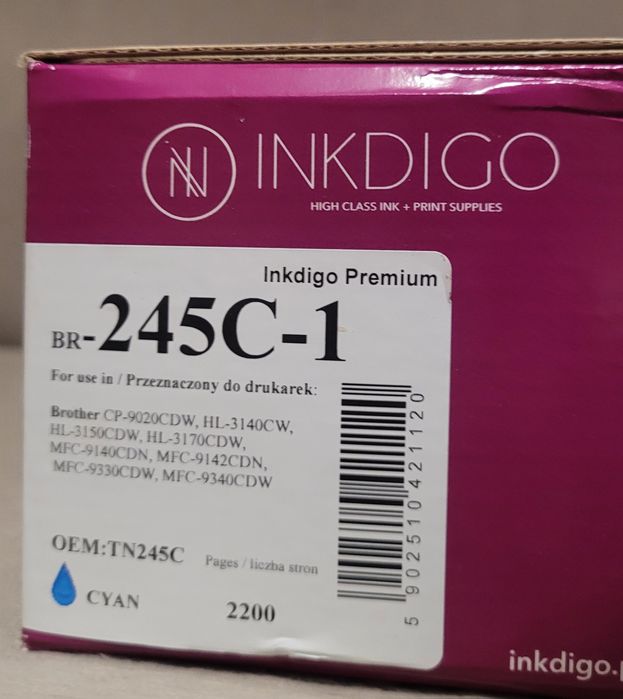 INKDIGO
HIGH CLASS INK + PRINT SUPPLIES
Inkdigo Premium
BR-245C-1
For use in / Przeznaczony do drukarek:
Brother CP-9020CDW, HL-3140CW,
HL-3150CDW, HL-3170CDW,
MFC-9140CDN, MFC-9142CDN,
MFC-9330CDW, MFC-9340CDW
5 902510 421120
OEM:TN245C
Pages / liczba stron
CYAN
2200
inkdigo.p